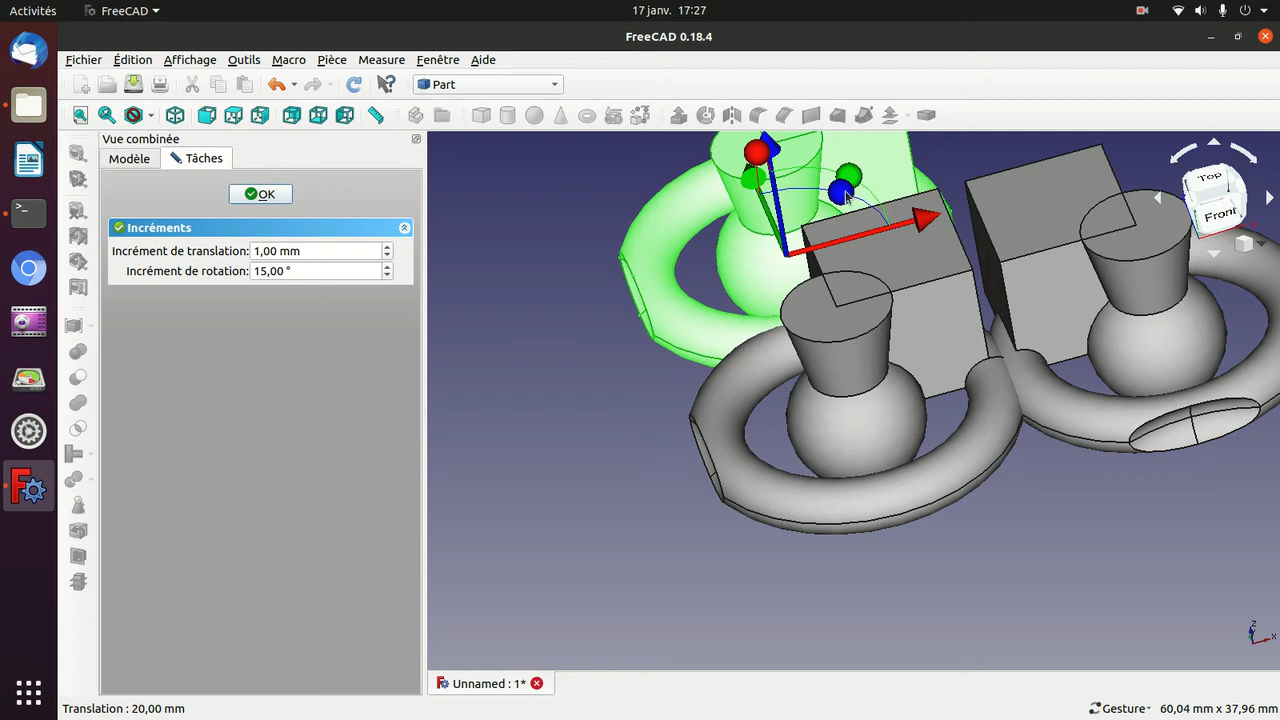 Activités FreeCAD 17 janv. 17:27
FreeCAD 0.18.4
Fichier Édition Affichage Outils Macro Pièce Mesure Fenêtre Aide
Part
Vue combinée
Modèle Tâches
OK
Incréments
Incrément de translation: 1,00 mm
Incrément de rotation: 15,00 °
Top
Front
Z
X
Unnamed : 1*
Translation : 20,00 mm Gesture 60,04 mm x 37,96 mm